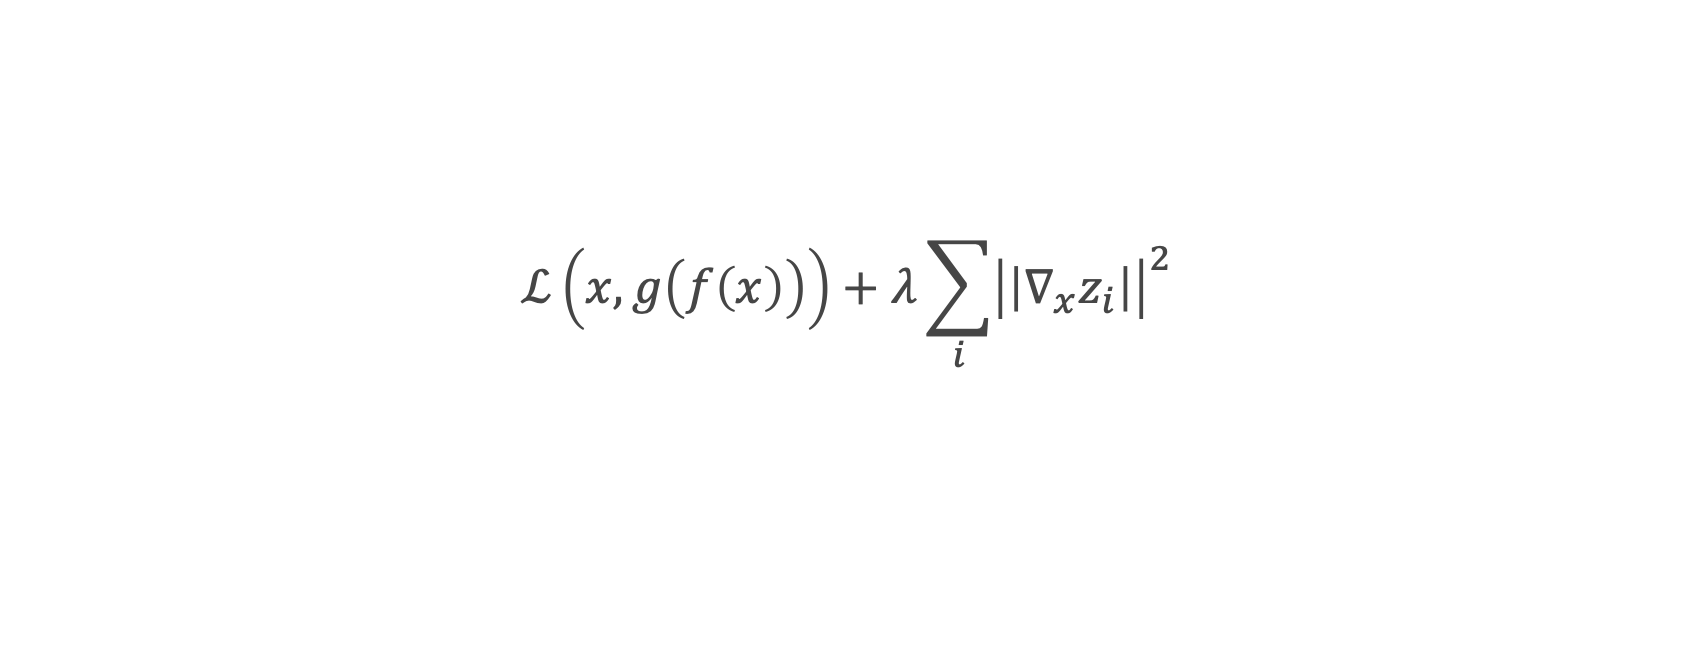 ℒ(x, g(f(x))) + λ∑ᵢ||∇ₓzᵢ||²